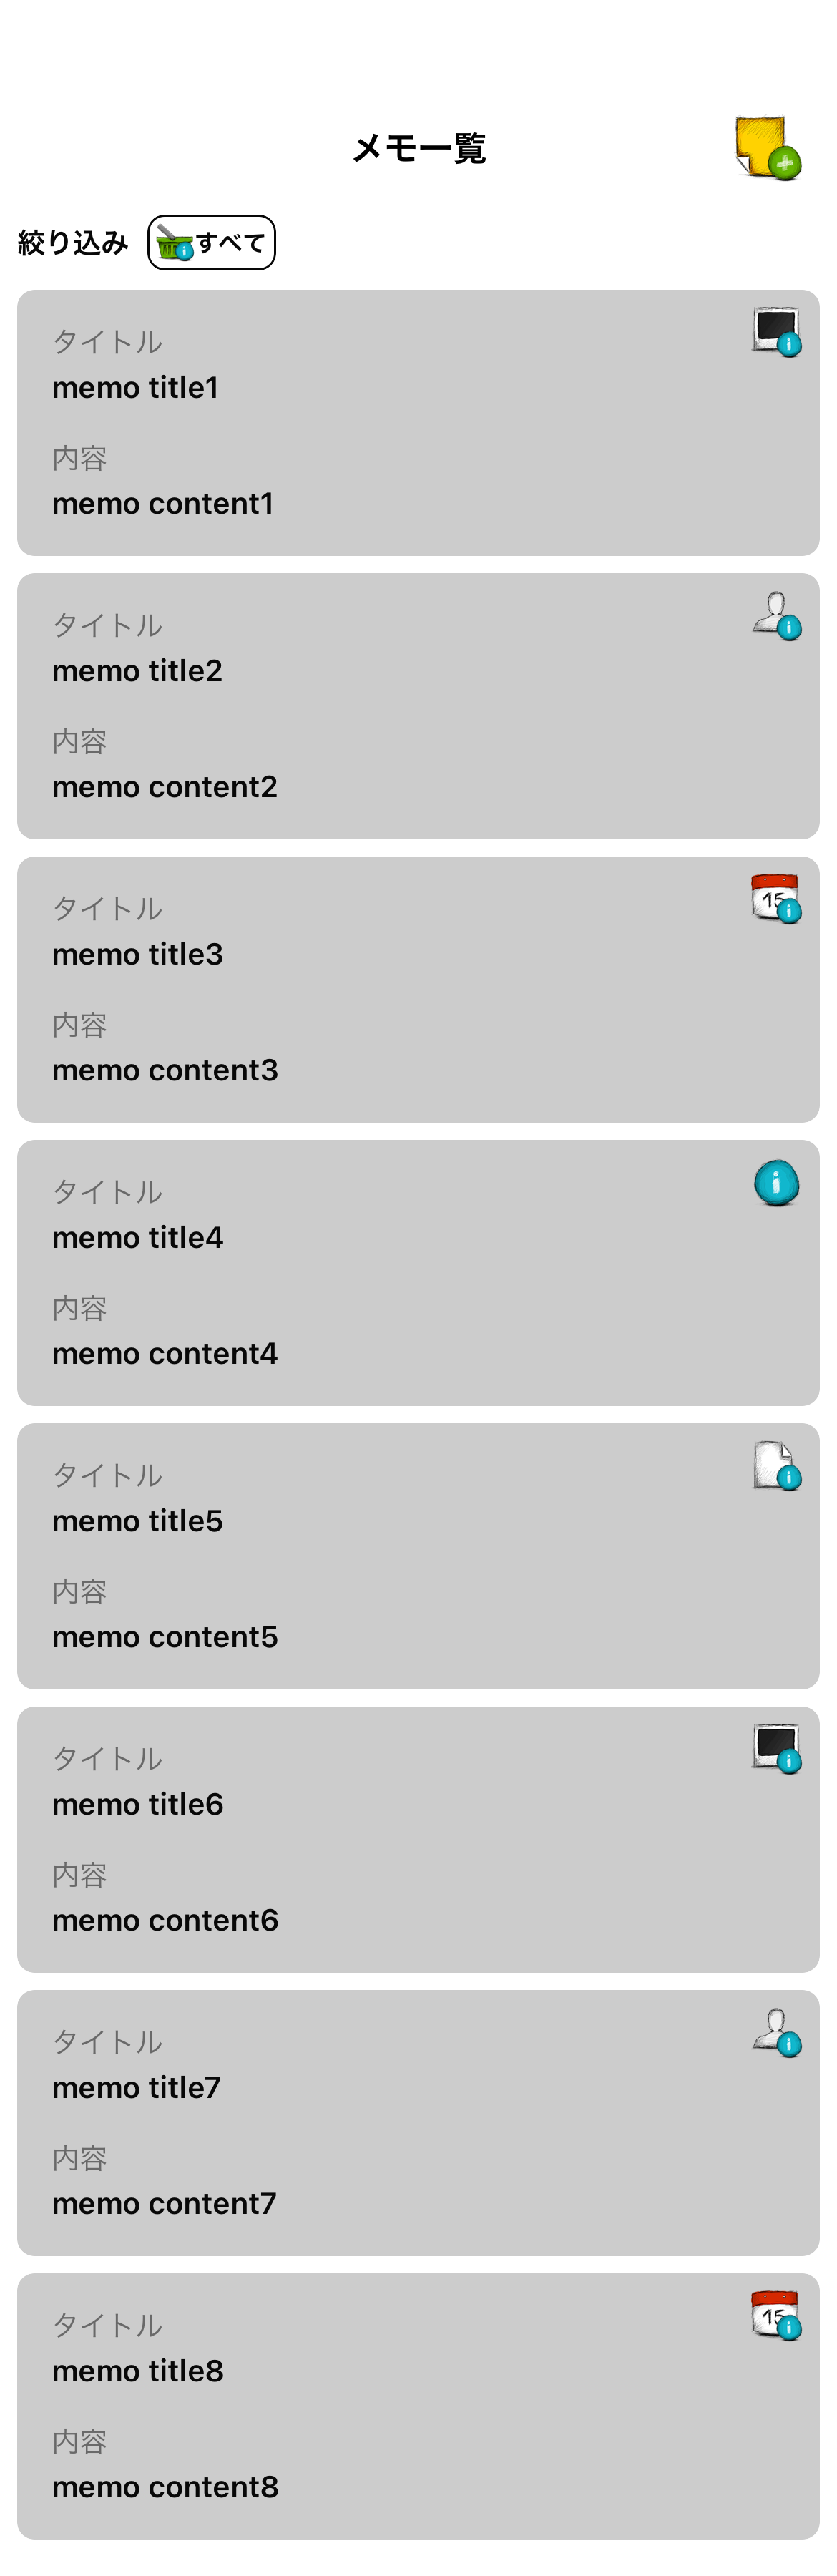 メモ一覧
絞り込み すべて
タイトル
memo title1
内容
memo content1
タイトル
memo title2
内容
memo content2
タイトル
15
memo title3
内容
memo content3
タイトル
memo title4
内容
memo content4
タイトル
memo title5
内容
memo content5
タイトル
memo title6
内容
memo content6
タイトル
memo title7
内容
memo content7
タイトル
15
memo title8
内容
memo content8